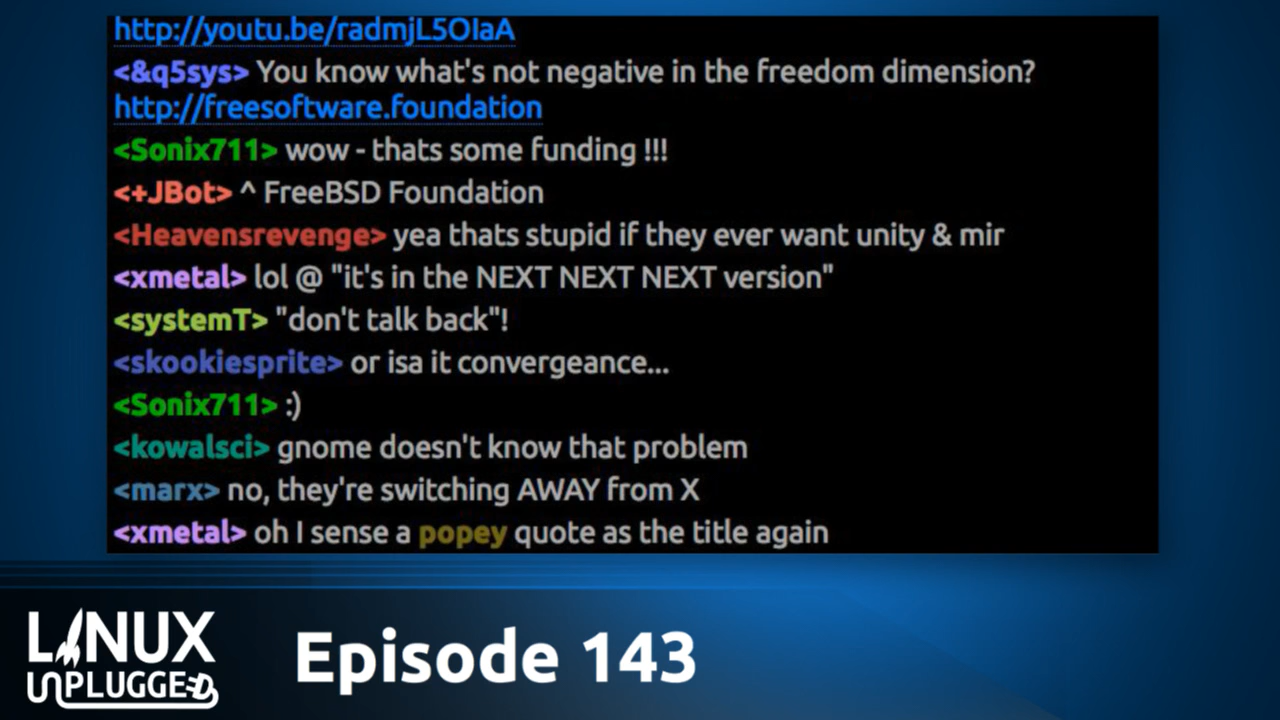 http://youtu.be/radmjL5OIaA
<&q5sys> You know what's not negative in the freedom dimension?
http://freesoftware.foundation
<Sonix711> wow - thats some funding !!!
<+JBot> ^ FreeBSD Foundation
<Heavensrevenge> yea thats stupid if they ever want unity & mir
<xmetal> lol @ "it's in the NEXT NEXT NEXT version"
<systemT> "don't talk back"!
<skookiesprite> or isa it convergeance...
<Sonix711> :)
<kowalsci> gnome doesn't know that problem
<marx> no, they're switching AWAY from X
<xmetal> oh I sense a popey quote as the title again
LINUX
UNPLUGGED
Episode 143